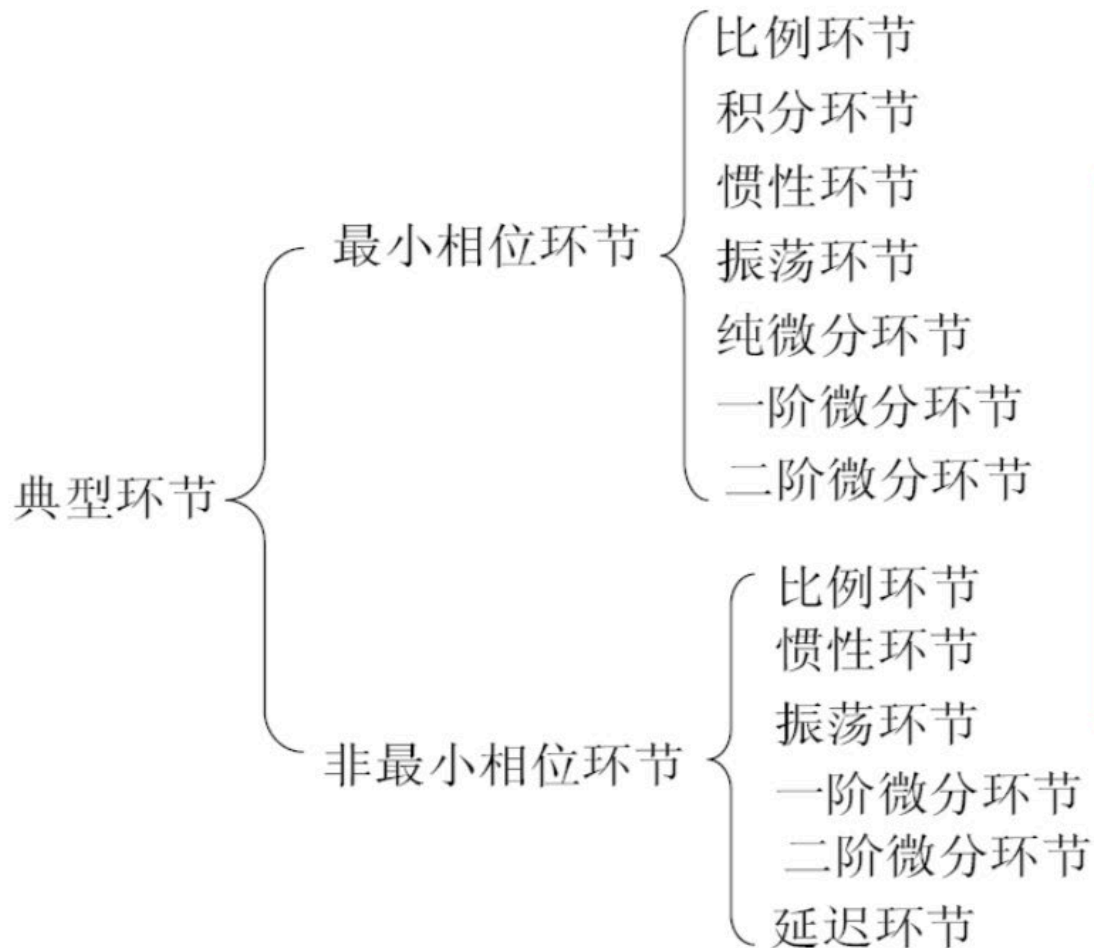 典型环节
最小相位环节
比例环节
积分环节
惯性环节
振荡环节
纯微分环节
一阶微分环节
二阶微分环节
非最小相位环节
比例环节
惯性环节
振荡环节
一阶微分环节
二阶微分环节
延迟环节